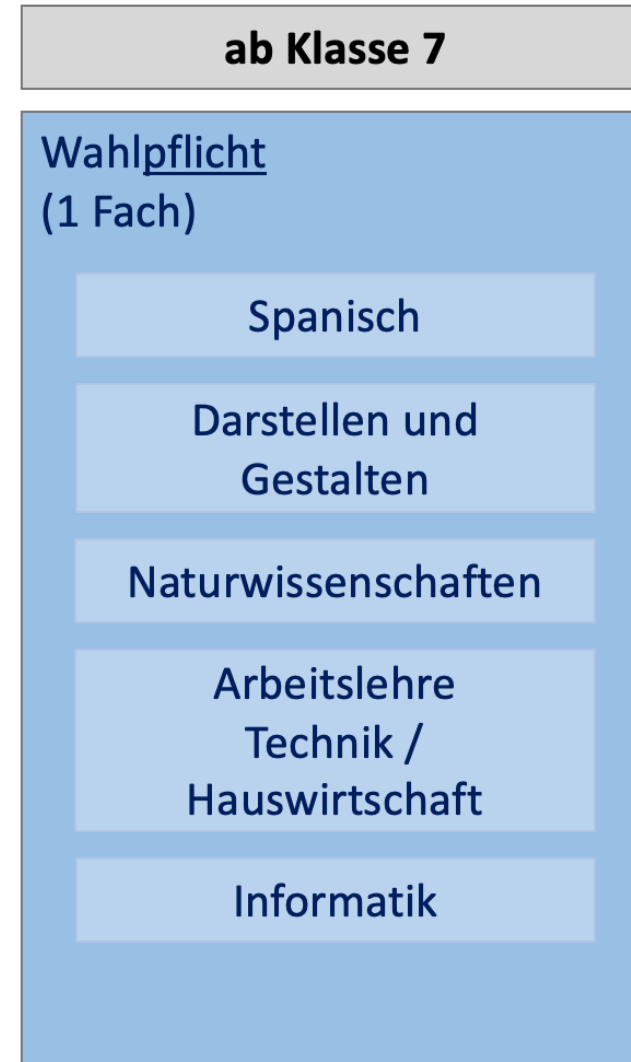 ab Klasse 7
Wahlpflicht
(1 Fach)
Spanisch
Darstellen und
Gestalten
Naturwissenschaften
Arbeitslehre
Technik /
Hauswirtschaft
Informatik